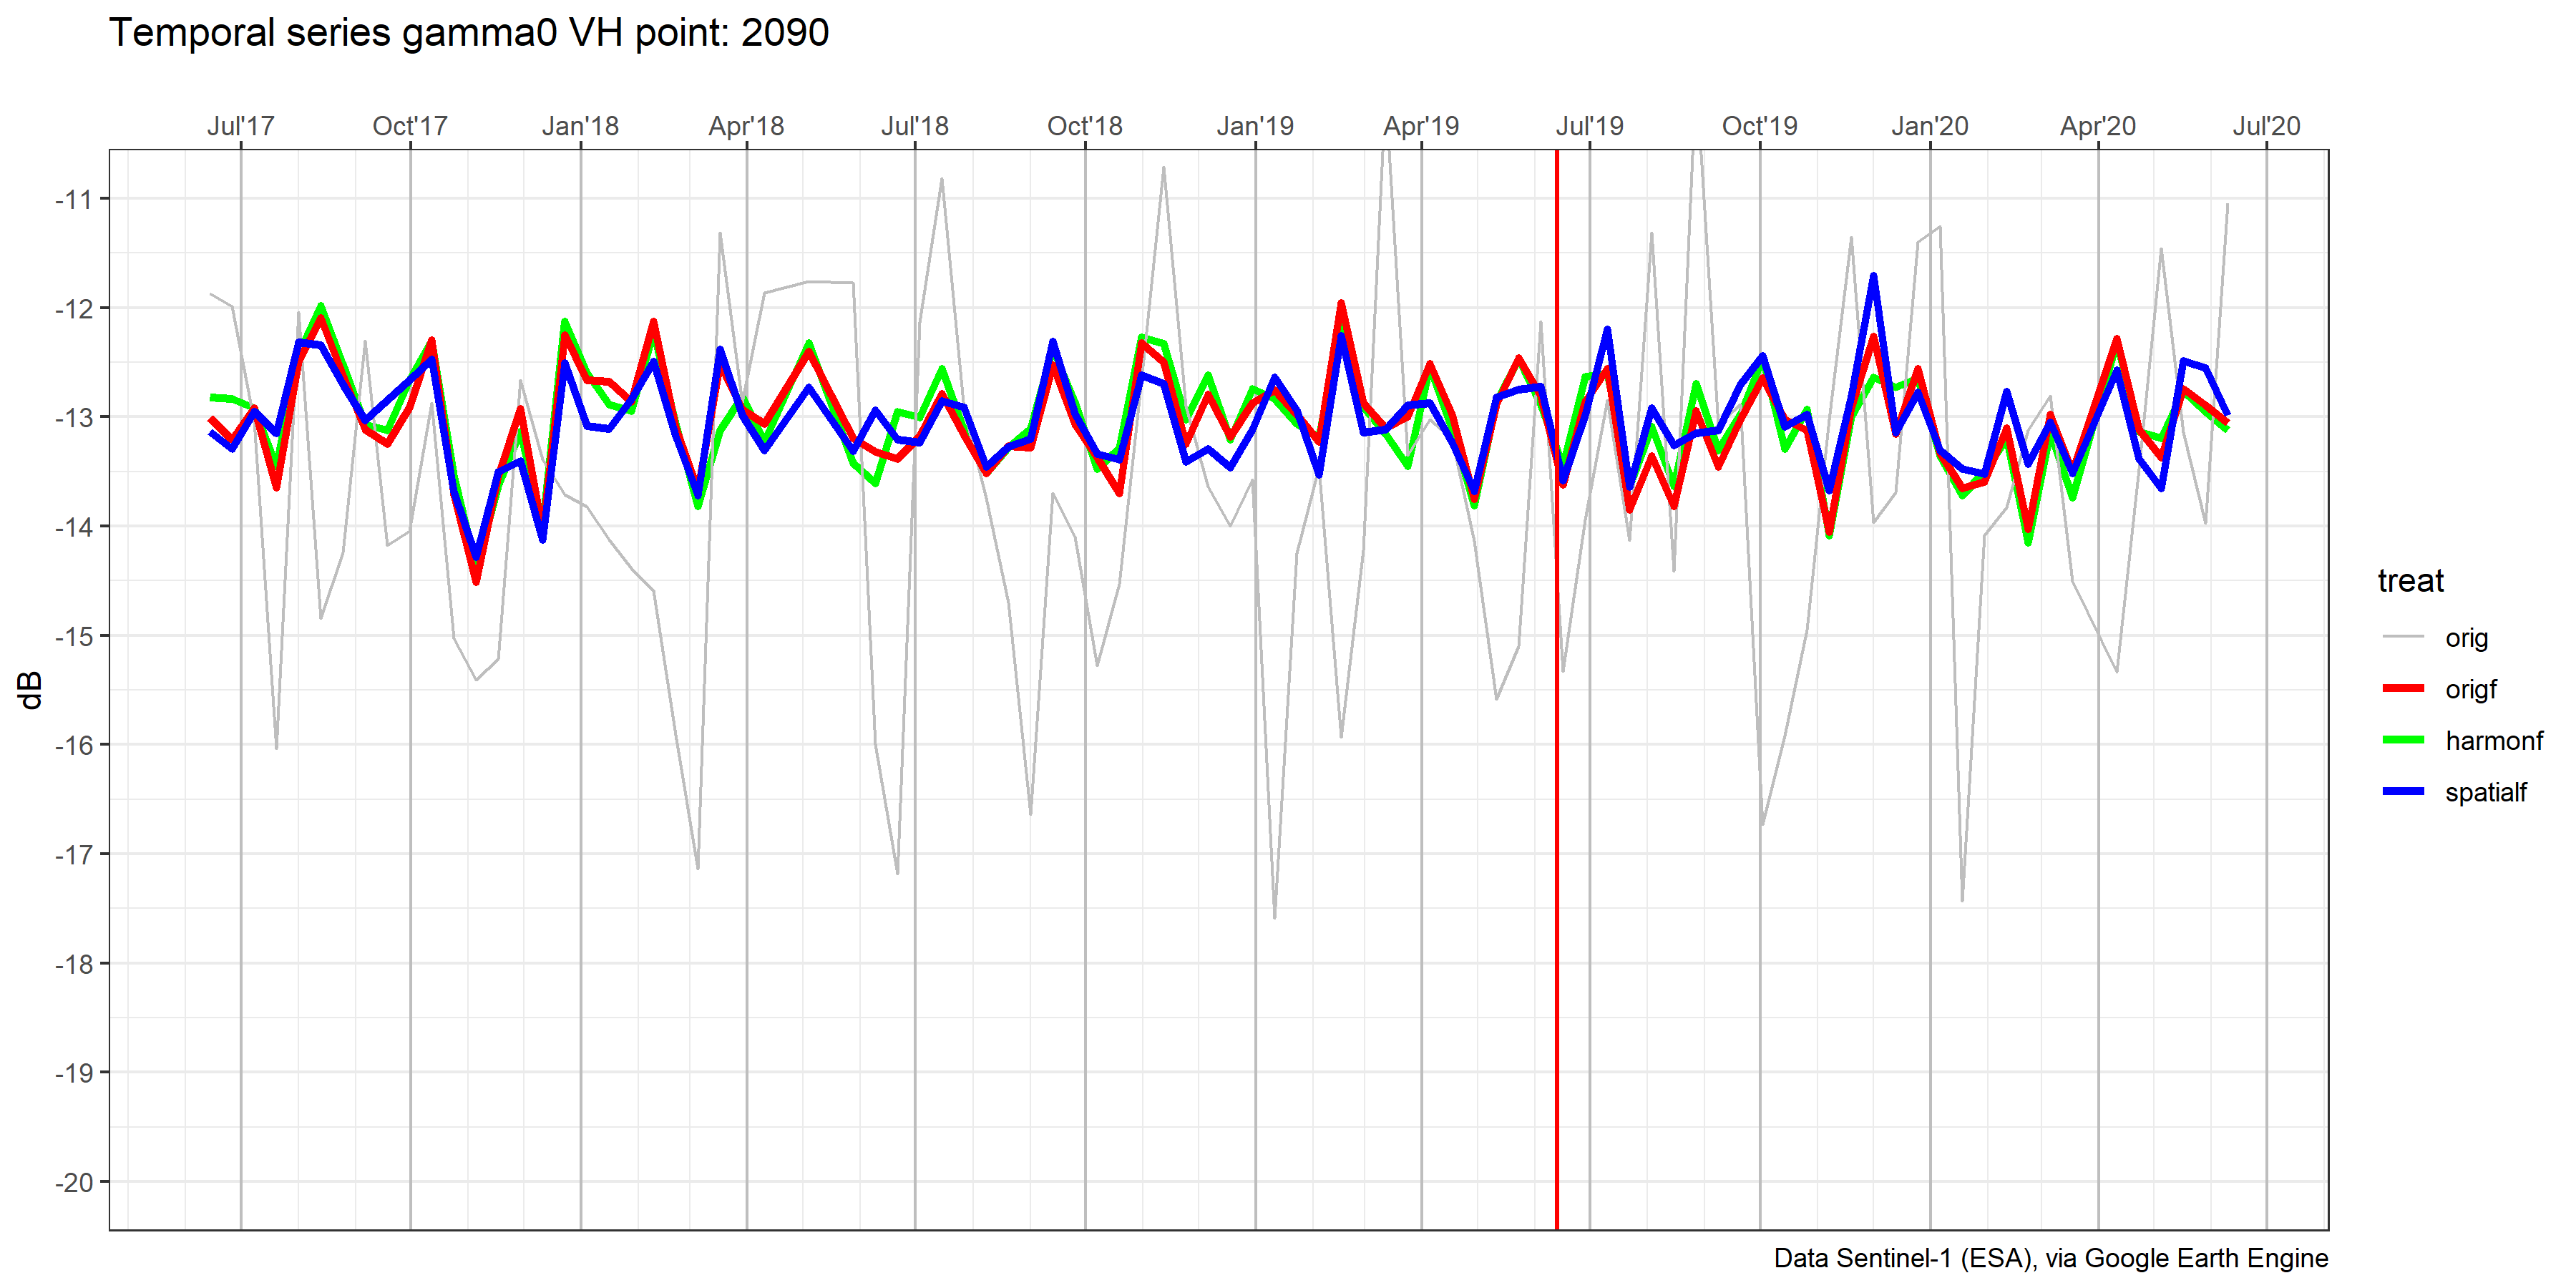 Temporal series gamma0 VH point: 2090
Jul'17 Oct'17 Jan'18 Apr'18 Jul'18 Oct'18 Jan'19 Apr'19 Jul'19 Oct'19 Jan'20 Apr'20 Jul'20
-11
-12
-13
-14
-15
-16
-17
-18
-19
-20
dB
treat
orig
origf
harmonf
spatialf
Data Sentinel-1 (ESA), via Google Earth Engine